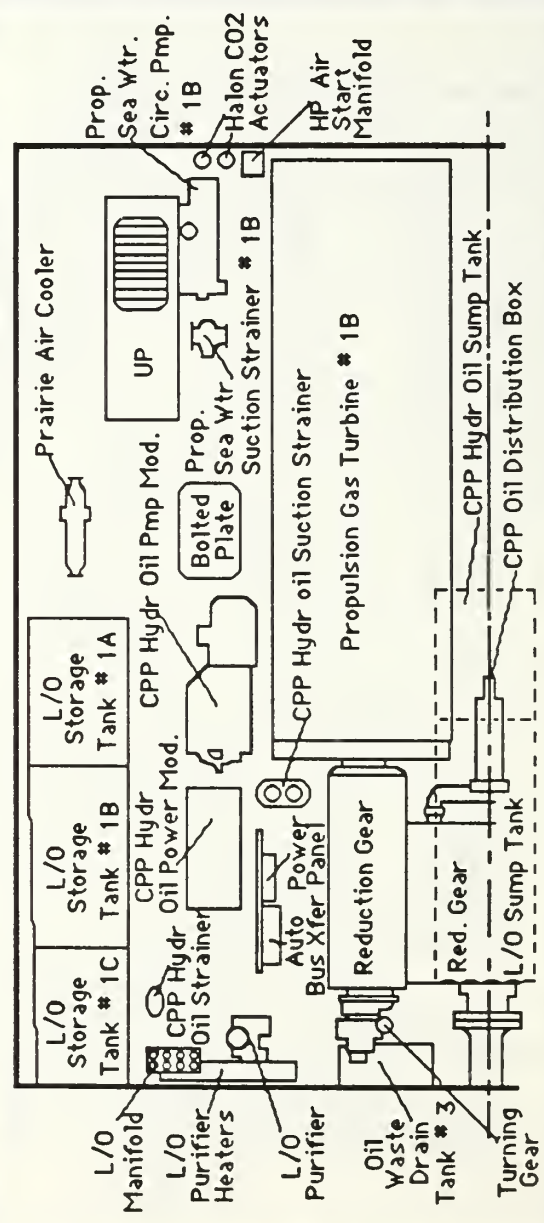 Prop.
Sea Wtr.
Circ. Pmp.
# 1B
Halon CO2
Actuators
HP Air
Start
Manifold
Prairie Air Cooler
UP
Prop.
Sea Wtr
Suction Strainer # 1B
Bolted
Plate
CPP Hydr Oil Pmp Mod.
CPP Hydr oil Suction Strainer
Propulsion Gas Turbine # 1B
CPP Hydr Oil Sump Tank
CPP Oil Distribution Box
L/O
Storage
Tank # 1A
L/O
Storage
Tank # 1B
L/O
Storage
Tank # 1C
CPP Hydr
Oil Power Mod.
CPP Hydr
Oil Strainer
Auto Power
Bus Xfer Panel
Reduction Gear
Red. Gear
L/O Sump Tank
L/O
Manifold
L/O
Purifier
Heaters
L/O
Purifier
Oil
Waste
Drain
Tank # 3
Turning
Gear